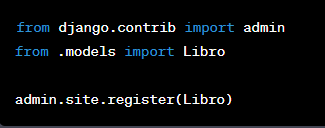 from django.contrib import admin
from .models import Libro
admin.site.register(Libro)